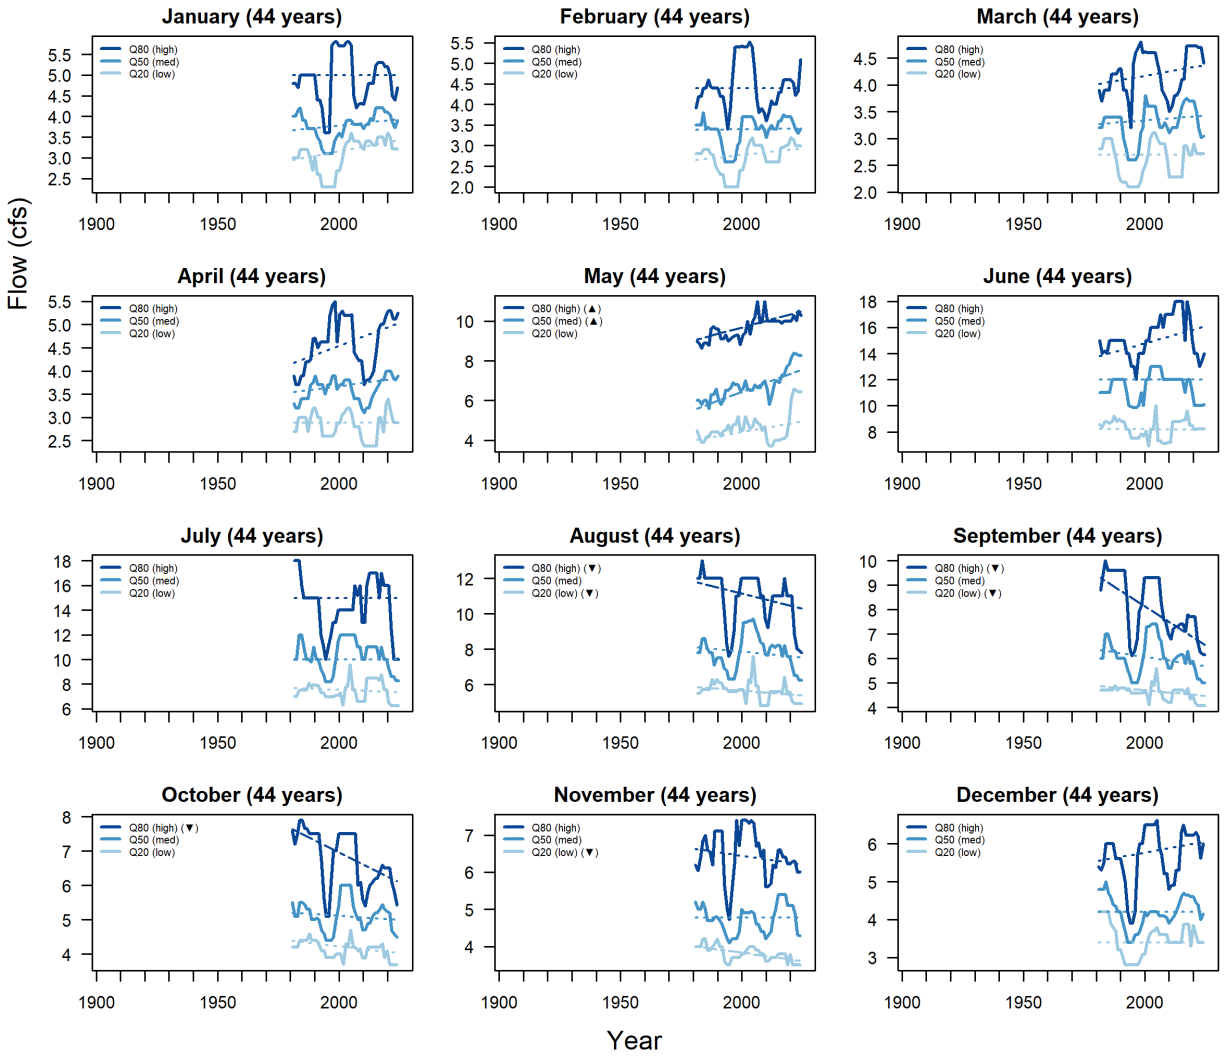 January (44 years)
Q80 (high)
Q50 (med)
Q20 (low)
5.5
5.0
4.5
4.0
3.5
3.0
2.5
1900 1950 2000
February (44 years)
Q80 (high)
Q50 (med)
Q20 (low)
5.5
5.0
4.5
4.0
3.5
3.0
2.5
2.0
1900 1950 2000
March (44 years)
Q80 (high)
Q50 (med)
Q20 (low)
4.5
4.0
3.5
3.0
2.5
2.0
1900 1950 2000
Flow (cfs)
April (44 years)
Q80 (high)
Q50 (med)
Q20 (low)
5.5
5.0
4.5
4.0
3.5
3.0
2.5
1900 1950 2000
May (44 years)
Q80 (high) (▲)
Q50 (med) (▲)
Q20 (low)
10
8
6
4
1900 1950 2000
June (44 years)
Q80 (high)
Q50 (med)
Q20 (low)
18
16
14
12
10
8
1900 1950 2000
July (44 years)
Q80 (high)
Q50 (med)
Q20 (low)
18
16
14
12
10
8
6
1900 1950 2000
August (44 years)
Q80 (high) (▼)
Q50 (med)
Q20 (low) (▼)
12
10
8
6
1900 1950 2000
September (44 years)
Q80 (high) (▼)
Q50 (med)
Q20 (low) (▼)
10
9
8
7
6
5
4
1900 1950 2000
October (44 years)
Q80 (high) (▼)
Q50 (med)
Q20 (low)
8
7
6
5
4
1900 1950 2000
November (44 years)
Q80 (high)
Q50 (med)
Q20 (low) (▼)
7
6
5
4
1900 1950 2000
December (44 years)
Q80 (high)
Q50 (med)
Q20 (low)
6
5
4
3
1900 1950 2000
Year